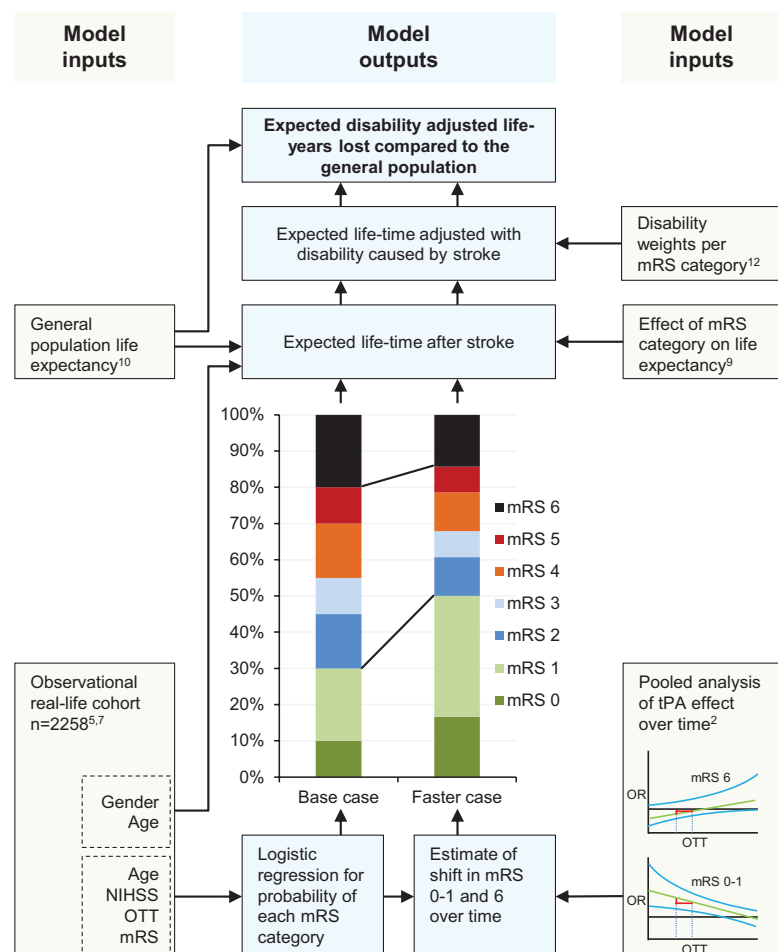 Model
inputs
Model
outputs
Model
inputs
Expected disability adjusted life-
years lost compared to the
general population
Expected life-time adjusted with
disability caused by stroke
Disability
weights per
mRS category12
General
population life
expectancy10
Expected life-time after stroke
Effect of mRS
category on life
expectancy9
100%
90%
80%
70%
60%
50%
40%
30%
20%
10%
0%
mRS 6
mRS 5
mRS 4
mRS 3
mRS 2
mRS 1
mRS 0
Base case
Faster case
Observational
real-life cohort
n=22585,7
Gender
Age
Age
NIHSS
OTT
mRS
Logistic
regression for
probability of
each mRS
category
Estimate of
shift in mRS
0-1 and 6
over time
Pooled analysis
of tPA effect
over time2
mRS 6
OR
OTT
mRS 0-1
OR
OTT